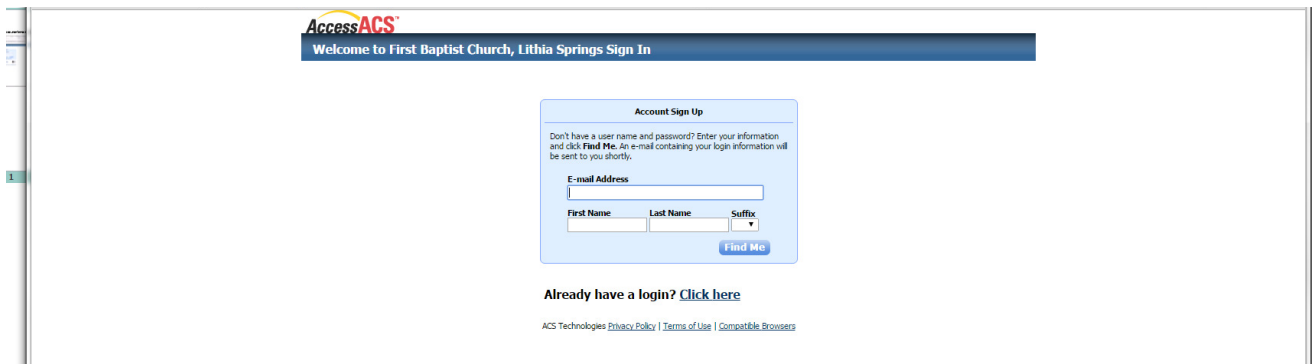 AccessACS™
Welcome to First Baptist Church, Lithia Springs Sign In
Account Sign Up
Don't have a user name and password? Enter your information
and click Find Me. An e-mail containing your login information will
be sent to you shortly.
E-mail Address
First Name Last Name Suffix
Find Me
1
Already have a login? Click here
ACS Technologies Privacy Policy | Terms of Use | Compatible Browsers